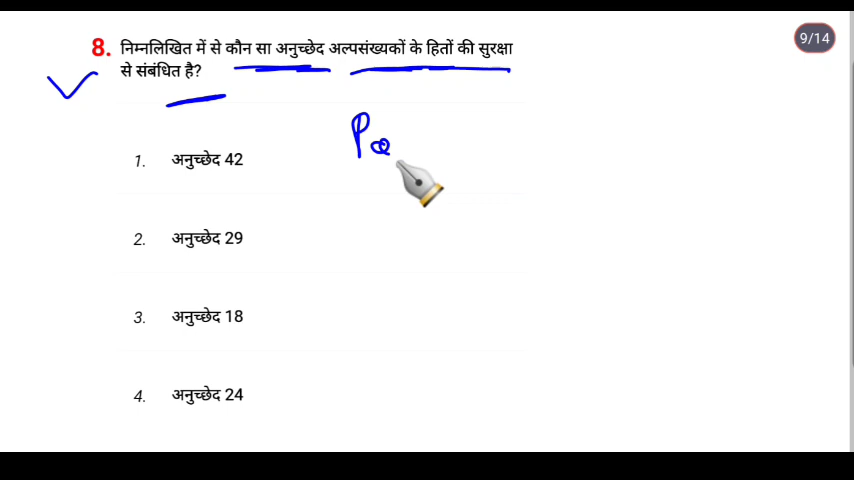 9/14
8. निम्नलिखित में से कौन सा अनुच्छेद अल्पसंख्यकों के हितों की सुरक्षा
से संबंधित है?
Pa
1. अनुच्छेद 42
2. अनुच्छेद 29
3. अनुच्छेद 18
4. अनुच्छेद 24